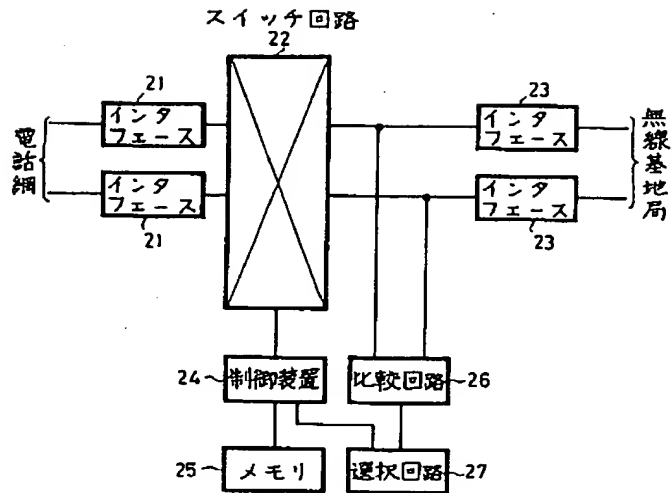 スイッチ回路
22
21
インタ
フェース
23
インタ
フェース
電話網
無線基地局
インタ
フェース
21
インタ
フェース
23
24
制御装置
比較回路
26
25
メモリ
選択回路
27